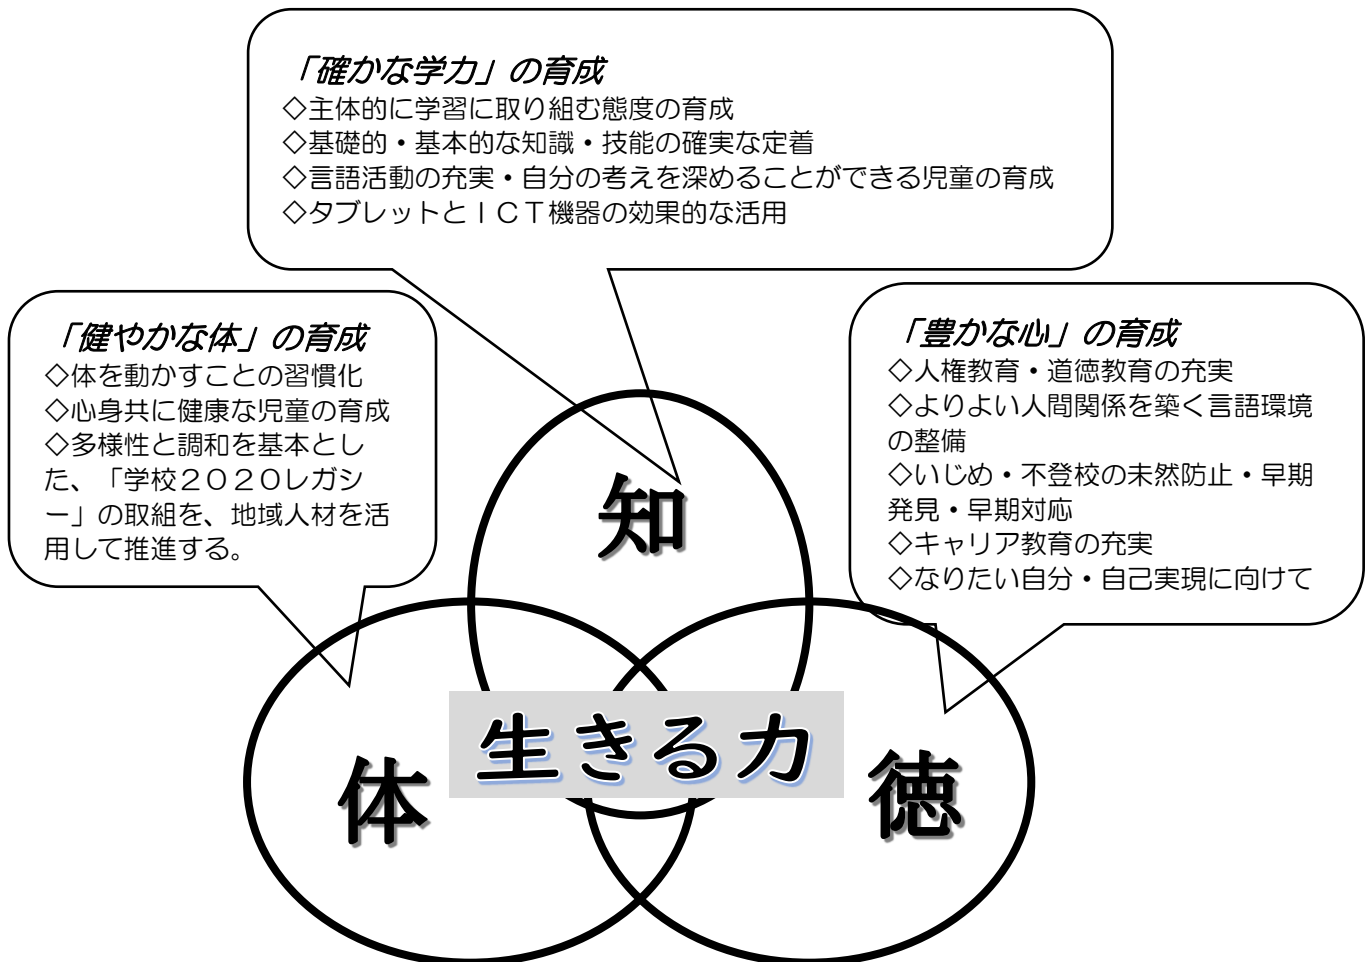 「確かな学力」の育成
◇主体的に学習に取り組む態度の育成
◇基礎的・基本的な知識・技能の確実な定着
◇言語活動の充実・自分の考えを深めることができる児童の育成
◇タブレットとＩＣＴ機器の効果的な活用
「健やかな体」の育成
◇体を動かすことの習慣化
◇心身共に健康な児童の育成
◇多様性と調和を基本とし
た、「学校２０２０レガシ
ー」の取組を、地域人材を活
用して推進する。
「豊かな心」の育成
◇人権教育・道徳教育の充実
◇よりよい人間関係を築く言語環境
の整備
◇いじめ・不登校の未然防止・早期
発見・早期対応
◇キャリア教育の充実
◇なりたい自分・自己実現に向けて
知
生きる力
体
徳